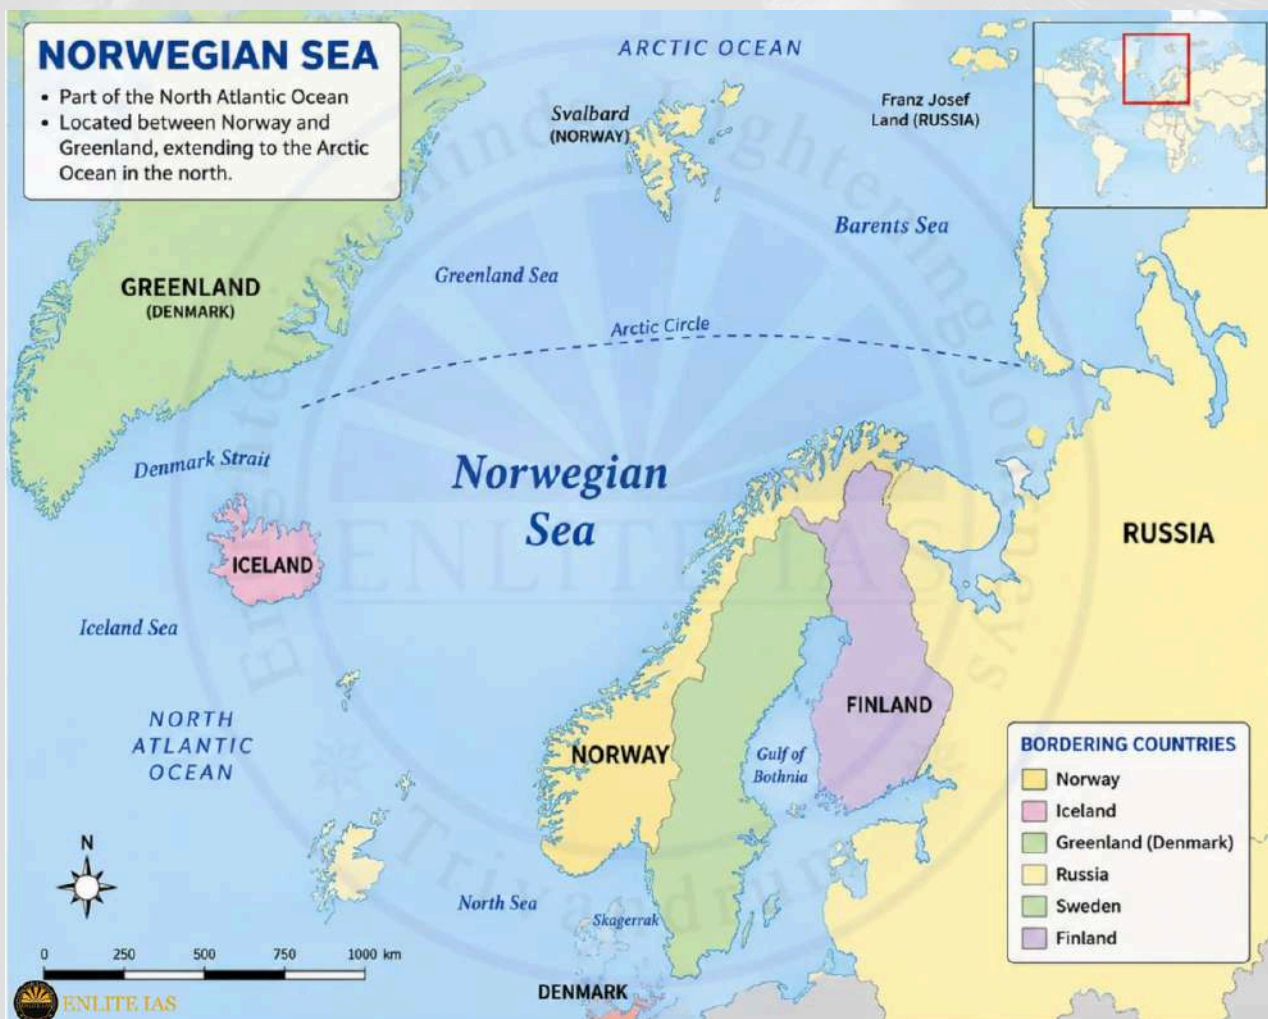 NORWEGIAN SEA
• Part of the North Atlantic Ocean
• Located between Norway and
Greenland, extending to the Arctic
Ocean in the north.
ARCTIC OCEAN
Svalbard
(NORWAY)
Franz Josef
Land (RUSSIA)
Barents Sea
Greenland Sea
GREENLAND
(DENMARK)
Arctic Circle
Denmark Strait
Norwegian
Sea
ICELAND
RUSSIA
Iceland Sea
NORTH
ATLANTIC
OCEAN
NORWAY
FINLAND
Gulf of
Bothnia
BORDERING COUNTRIES
Norway
Iceland
Greenland (Denmark)
Russia
Sweden
Finland
N
North Sea
Skagerrak
0 250 500 750 1000 km
DENMARK
ENLITE IAS
ENLITE IAS
Trivandrum